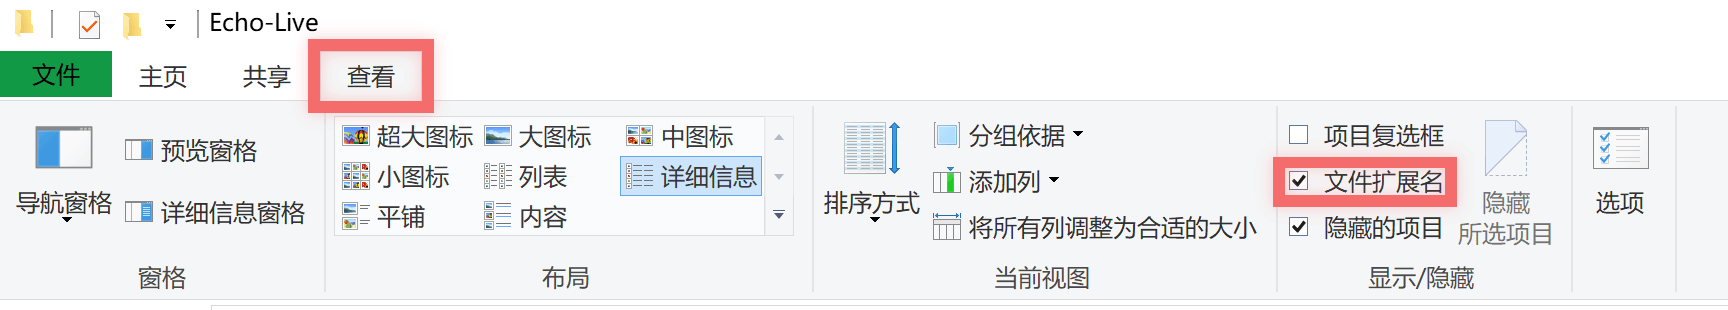 Echo-Live
文件 主页 共享 查看
导航窗格
预览窗格
详细信息窗格
窗格
超大图标 大图标 中图标
小图标 列表 详细信息
平铺 内容
布局
排序方式
分组依据
添加列
将所有列调整为合适的大小
当前视图
项目复选框
文件扩展名
隐藏的项目
隐藏
所选项目
显示/隐藏
选项